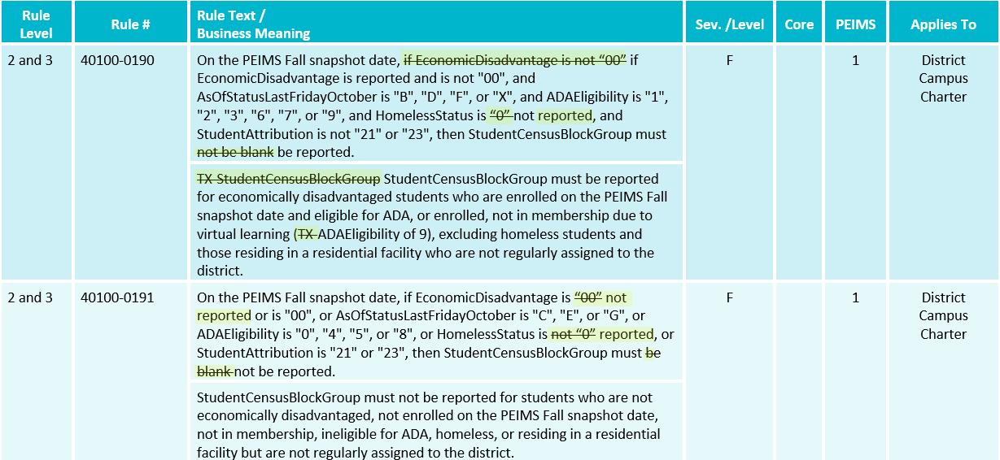 Rule Level
Rule #
Rule Text /
Business Meaning
Sev. /Level
Core
PEIMS
Applies To
2 and 3
40100-0190
On the PEIMS Fall snapshot date, if EconomicDisadvantage is not “00” if
EconomicDisadvantage is reported and is not "00", and
AsOfStatusLastFridayOctober is "B", "D", "F", or "X", and ADAEligibility is "1",
"2", "3", "6", "7", or "9", and HomelessStatus is “0” not reported, and
StudentAttribution is not "21" or "23", then StudentCensusBlockGroup must
not be blank be reported.
TX StudentCensusBlockGroup StudentCensusBlockGroup must be reported
for economically disadvantaged students who are enrolled on the PEIMS Fall
snapshot date and eligible for ADA, or enrolled, not in membership due to
virtual learning (TX ADAEligibility of 9), excluding homeless students and
those residing in a residential facility who are not regularly assigned to the
district.
F
1
District
Campus
Charter
2 and 3
40100-0191
On the PEIMS Fall snapshot date, if EconomicDisadvantage is “00” not
reported or is "00", or AsOfStatusLastFridayOctober is "C", "E", or "G", or
ADAEligibility is "0", "4", "5", or "8", or HomelessStatus is not “0” reported, or
StudentAttribution is "21" or "23", then StudentCensusBlockGroup must be
blank not be reported.
StudentCensusBlockGroup must not be reported for students who are not
economically disadvantaged, not enrolled on the PEIMS Fall snapshot date,
not in membership, ineligible for ADA, homeless, or residing in a residential
facility but are not regularly assigned to the district.
F
1
District
Campus
Charter